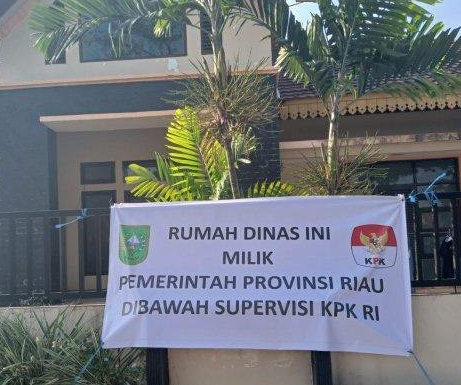 RUMAH DINAS INI
MILIK
PEMERINTAH PROVINSI RIAU
DIBAWAH SUPERVISI KPK RI
KPK